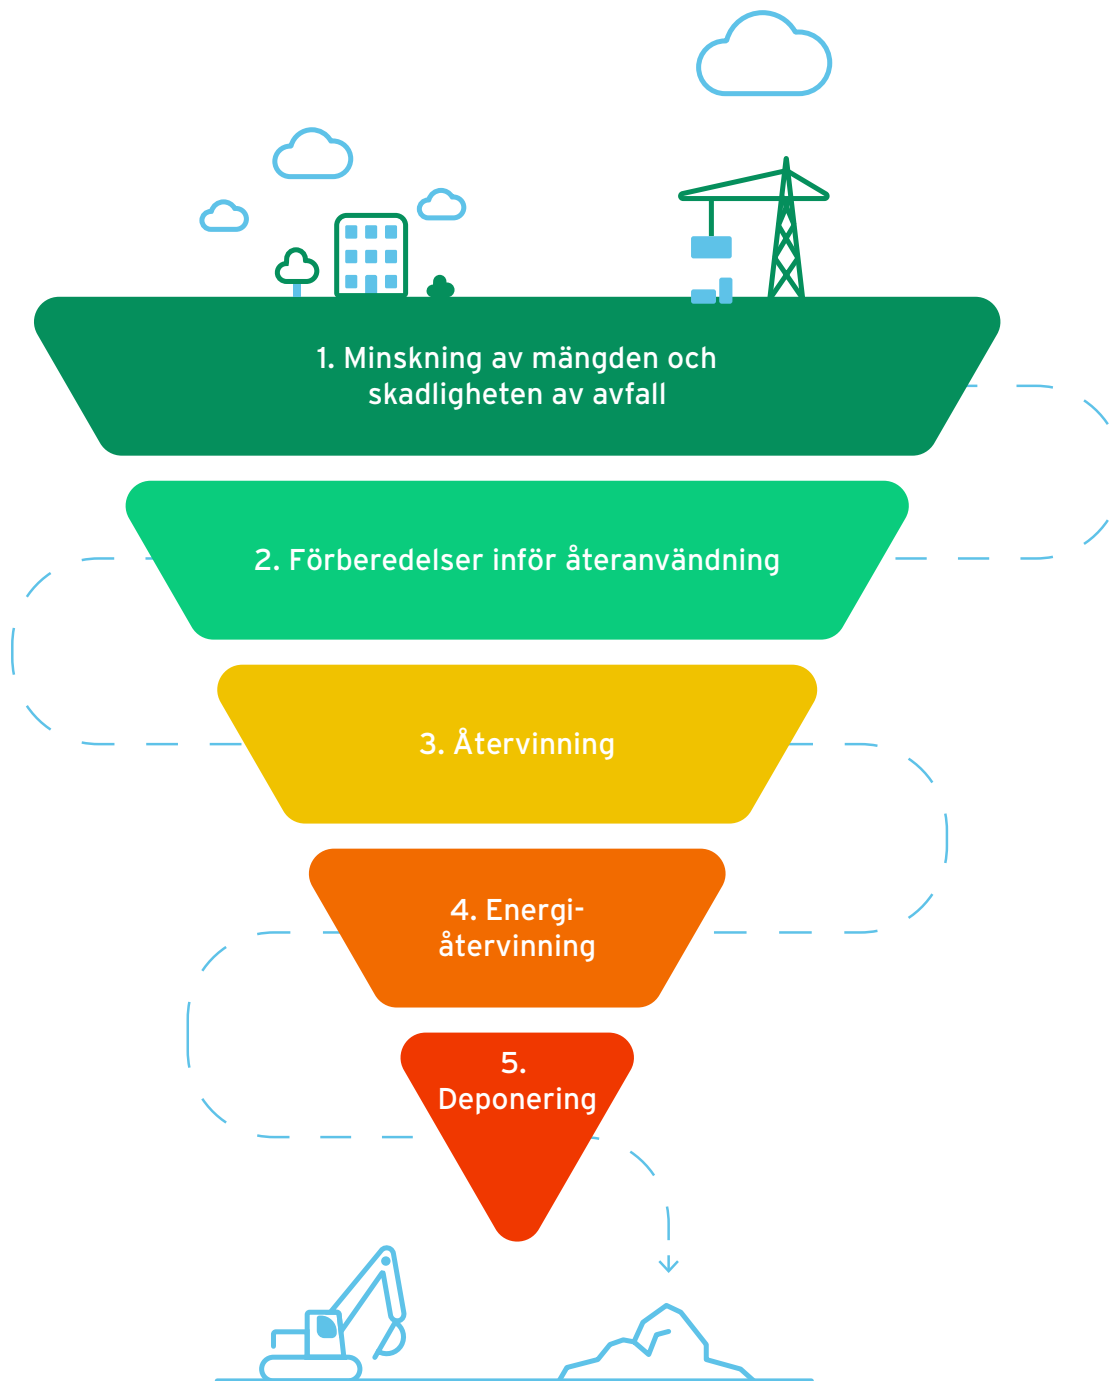 1. Minskning av mängden och
skadligheten av avfall
2. Förberedelser inför återanvändning
3. Återvinning
4. Energi-
återvinning
5.
Deponering